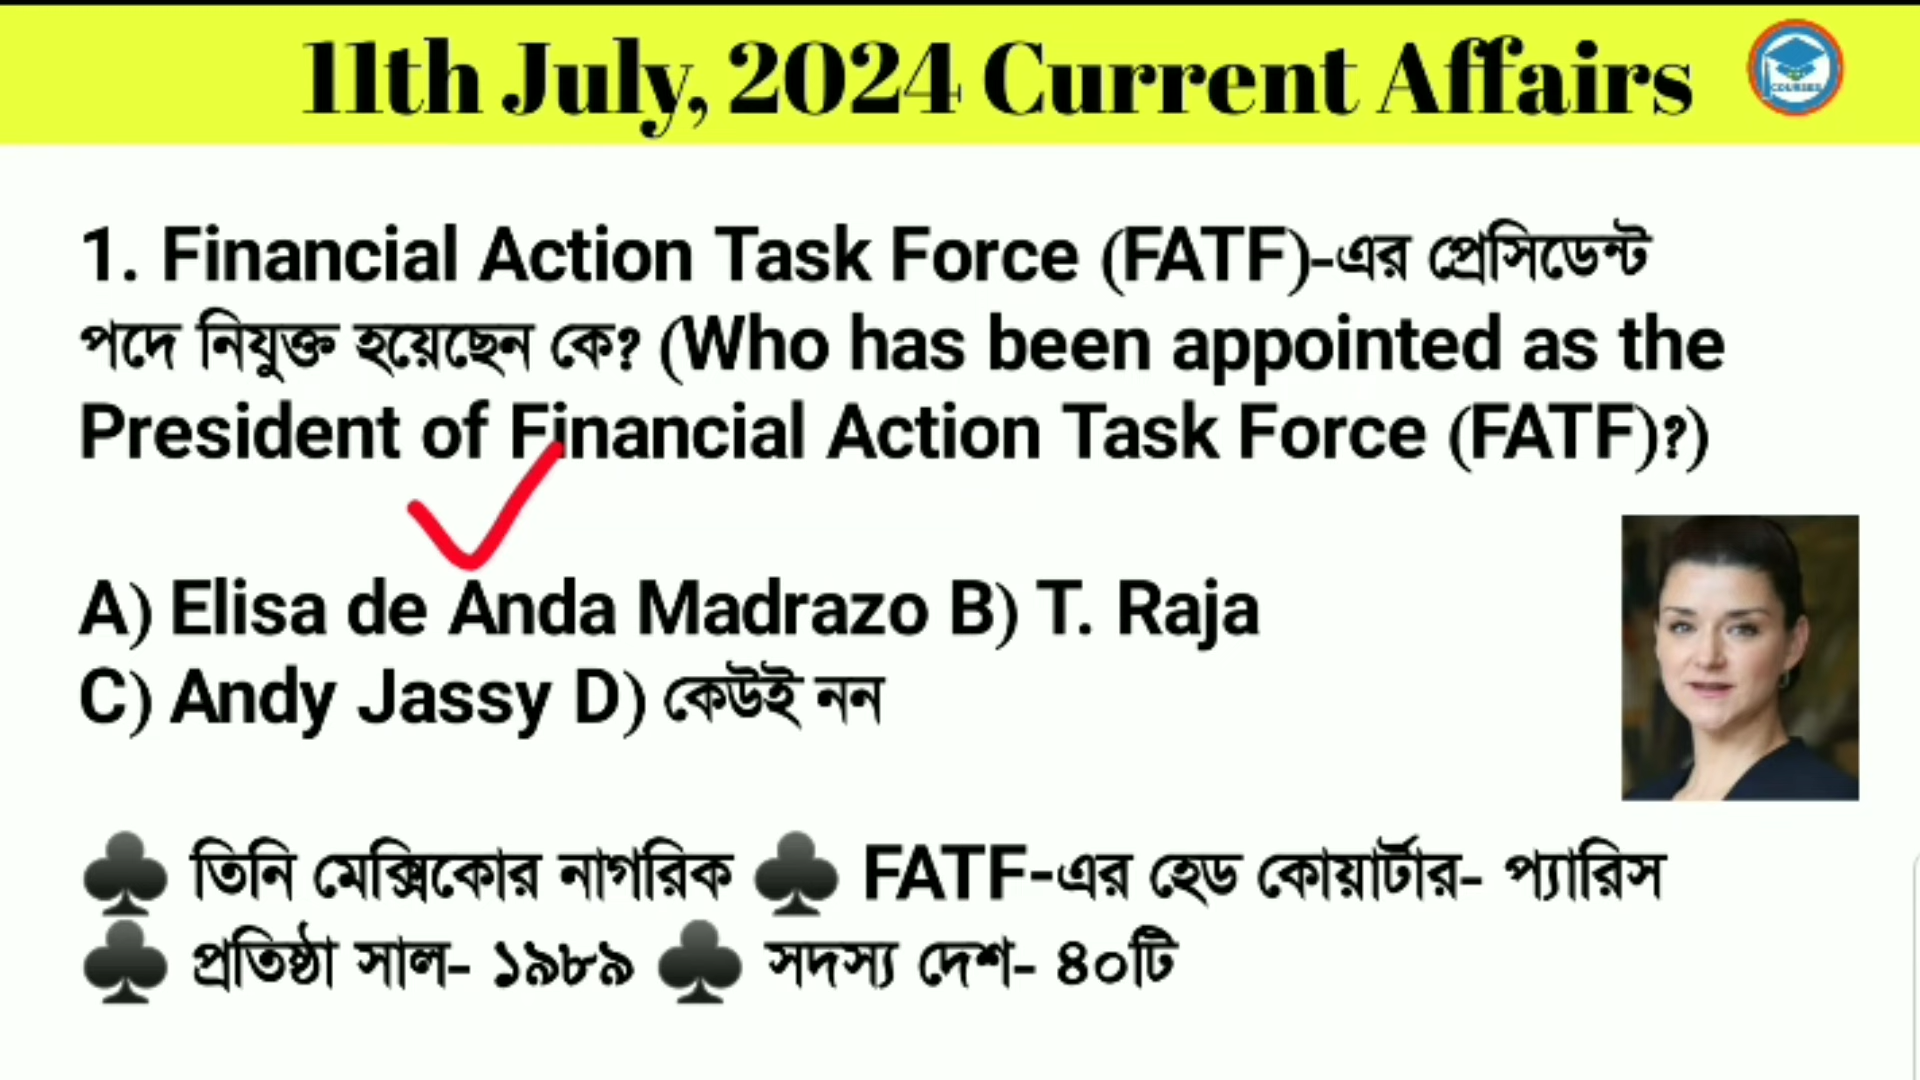 11th July, 2024 Current Affairs
COURSES
1. Financial Action Task Force (FATF)-এর প্রেসিডেন্ট
পদে নিযুক্ত হয়েছেন কে? (Who has been appointed as the
President of Financial Action Task Force (FATF)?)
A) Elisa de Anda Madrazo B) T. Raja
C) Andy Jassy D) কেউই নন
♣ তিনি মেক্সিকোর নাগরিক ♣ FATF-এর হেড কোয়ার্টার- প্যারিস
♣ প্রতিষ্ঠা সাল- ১৯৮৯ ♣ সদস্য দেশ- ৪০টি